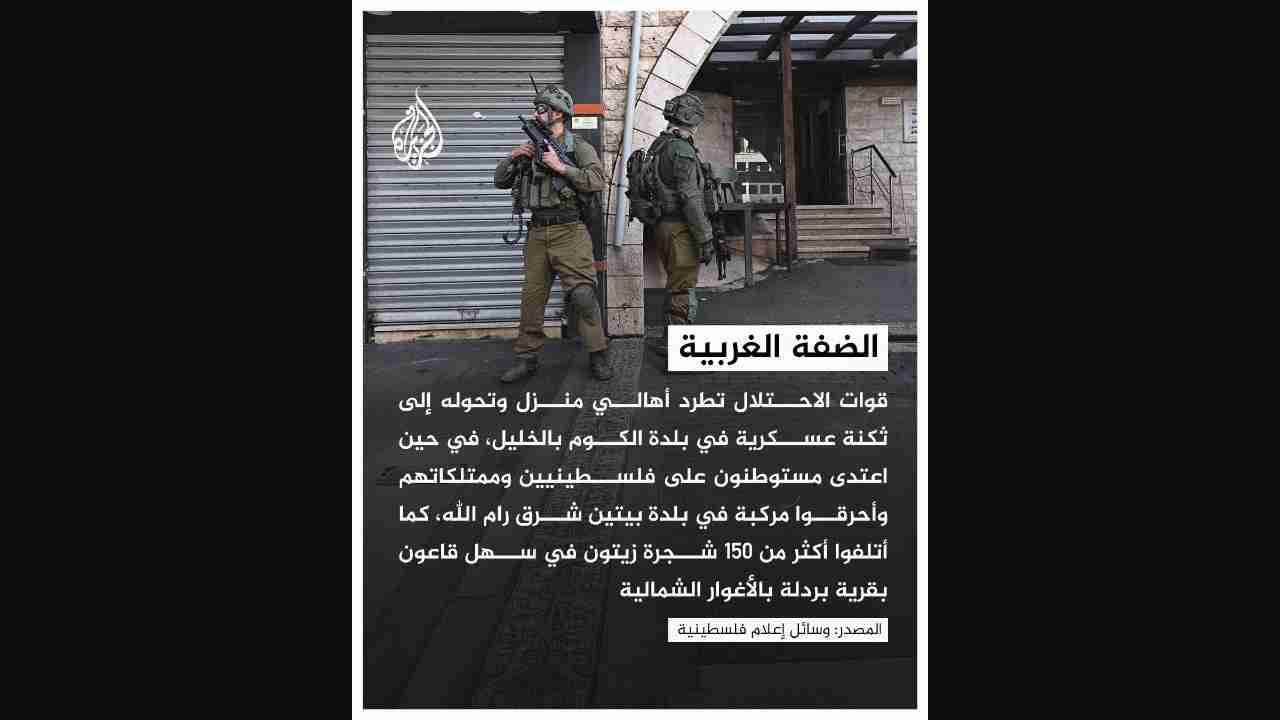 الجزيرة
الضفة الغربية
قوات الاحتلال تطرد أهالي منزل وتحوله إلى
ثكنة عسكرية في بلدة الكوم بالخليل، في حين
اعتدى مستوطنون على فلسطينيين وممتلكاتهم
وأحرقوا مركبة في بلدة بيتين شرق رام الله، كما
أتلفوا أكثر من 150 شجرة زيتون في سهل قاعون
بقرية بردلة بالأغوار الشمالية
المصدر: وسائل إعلام فلسطينية